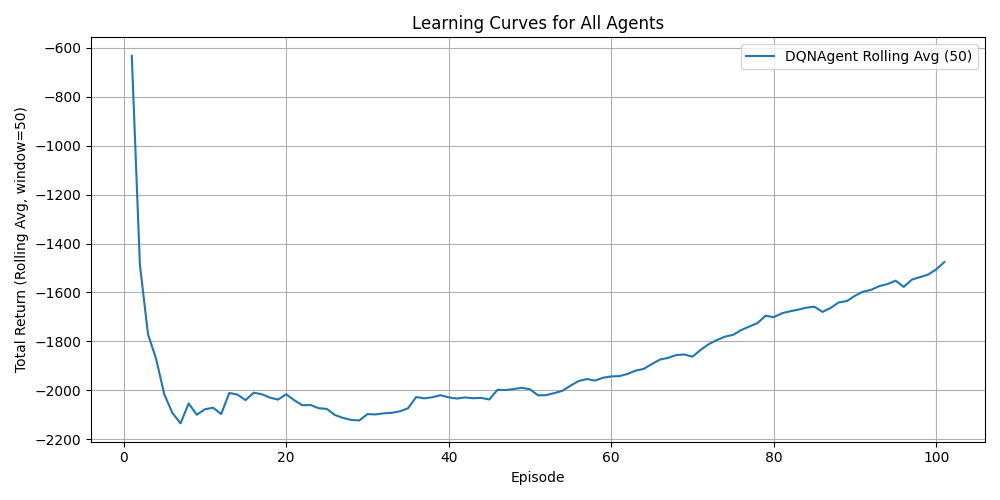 Learning Curves for All Agents
DQNAgent Rolling Avg (50)
Total Return (Rolling Avg, window=50)
−600
−800
−1000
−1200
−1400
−1600
−1800
−2000
−2200
0 20 40 60 80 100
Episode